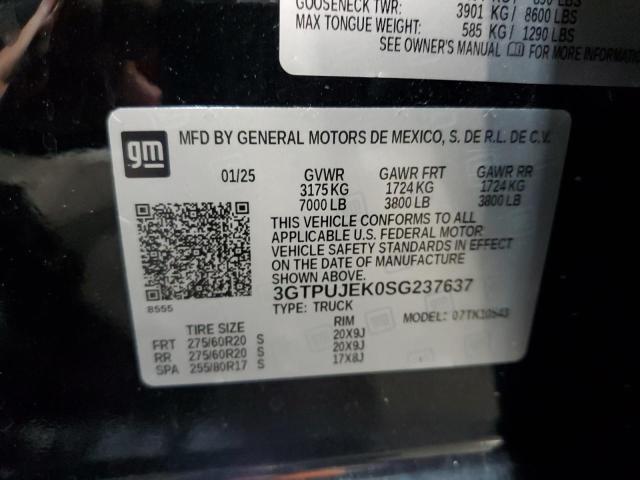 GOOSENECK TWR: 3901 KG / 8600 LBS
MAX TONGUE WEIGHT: 585 KG / 1290 LBS
SEE OWNER'S MANUAL FOR MORE INFORMATION
gm
MFD BY GENERAL MOTORS DE MEXICO, S. DE R.L. DE C.V.
01/25 GVWR GAWR FRT GAWR RR
3175 KG 1724 KG 1724 KG
7000 LB 3800 LB 3800 LB
THIS VEHICLE CONFORMS TO ALL
APPLICABLE U.S. FEDERAL MOTOR
VEHICLE SAFETY STANDARDS IN EFFECT
ON THE DATE OF MANUFACTURE
SHOWN ABOVE.
3GTPUJEK0SG237637
8555
TYPE: TRUCK MODEL: 07TK10543
TIRE SIZE RIM
FRT 275/60R20 S 20X9J
RR 275/60R20 S 20X9J
SPA 255/80R17 S 17X8J